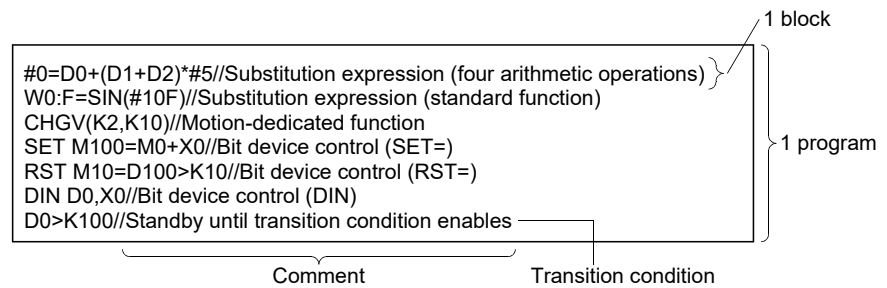 1 block
#0=D0+(D1+D2)*#5//Substitution expression (four arithmetic operations)
W0:F=SIN(#10F)//Substitution expression (standard function)
CHGV(K2,K10)//Motion-dedicated function
SET M100=M0+X0//Bit device control (SET=)
RST M10=D100>K10//Bit device control (RST=)
DIN D0,X0//Bit device control (DIN)
D0>K100//Standby until transition condition enables
1 program
Comment
Transition condition